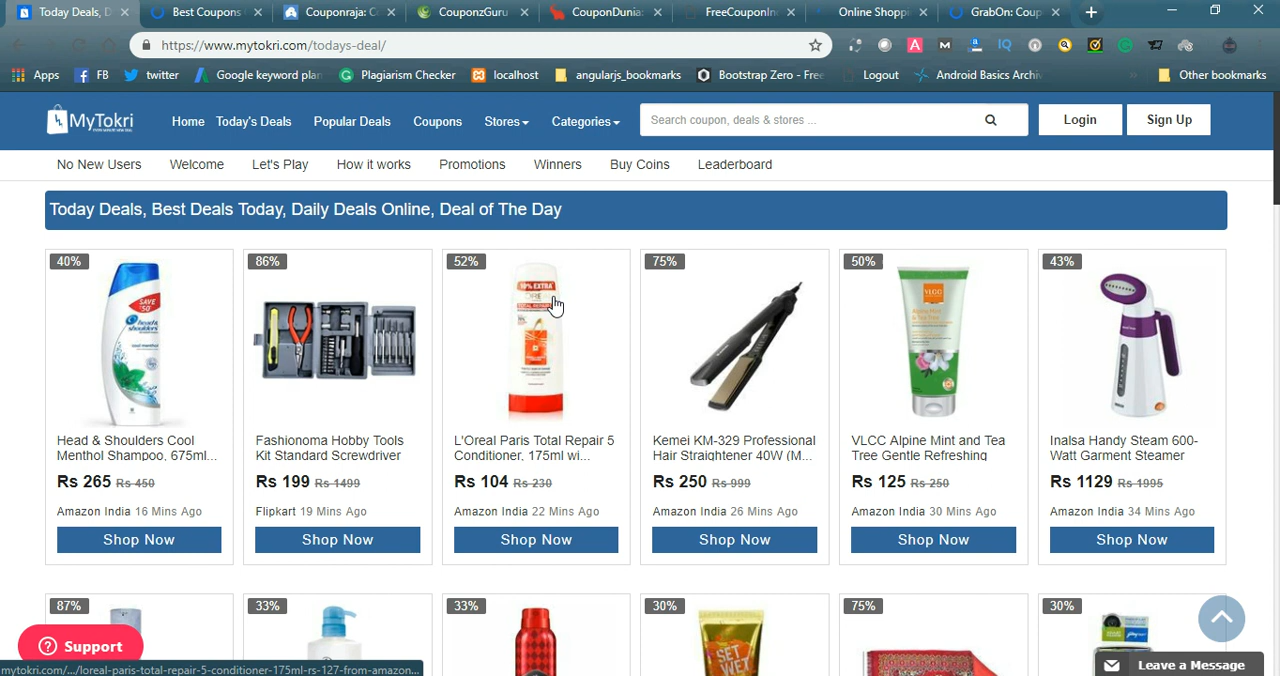 Today Deals, D
Best Coupons
Couponraja: C
CouponzGuru
CouponDunia:
FreeCouponIn
Online Shopp
GrabOn: Coup
https://www.mytokri.com/todays-deal/
Apps
FB
twitter
Google keyword plan
Plagiarism Checker
localhost
angularjs_bookmarks
Bootstrap Zero - Free
Logout
Android Basics Archiv
Other bookmarks
MyTokri
Home
Today's Deals
Popular Deals
Coupons
Stores
Categories
Search coupon, deals & stores ...
Login
Sign Up
No New Users
Welcome
Let's Play
How it works
Promotions
Winners
Buy Coins
Leaderboard
Today Deals, Best Deals Today, Daily Deals Online, Deal of The Day
40%
86%
52%
75%
50%
43%
Head & Shoulders Cool
Menthol Shampoo, 675ml...
Rs 265 Rs 450
Amazon India 16 Mins Ago
Shop Now
Fashionoma Hobby Tools
Kit Standard Screwdriver
Rs 199 Rs 1499
Flipkart 19 Mins Ago
Shop Now
L'Oreal Paris Total Repair 5
Conditioner, 175ml wi...
Rs 104 Rs 230
Amazon India 22 Mins Ago
Shop Now
Kemei KM-329 Professional
Hair Straightener 40W (M...
Rs 250 Rs 999
Amazon India 26 Mins Ago
Shop Now
VLCC Alpine Mint and Tea
Tree Gentle Refreshing
Rs 125 Rs 250
Amazon India 30 Mins Ago
Shop Now
Inalsa Handy Steam 600-
Watt Garment Steamer
Rs 1129 Rs 1995
Amazon India 34 Mins Ago
Shop Now
87%
33%
33%
30%
75%
30%
SET
WET
Support
Leave a Message
mytokri.com/.../loreal-paris-total-repair-5-conditioner-175ml-rs-127-from-amazon...